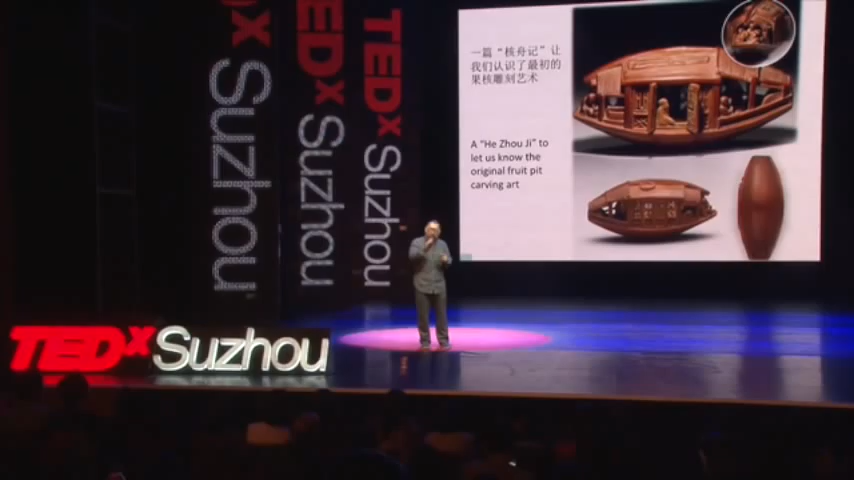 TEDx Suzhou
TEDx Suzhou
TEDx Suzhou
一篇“核舟记”让
我们认识了最初的
果核雕刻艺术
A “He Zhou Ji” to
let us know the
original fruit pit
carving art
TEDx Suzhou